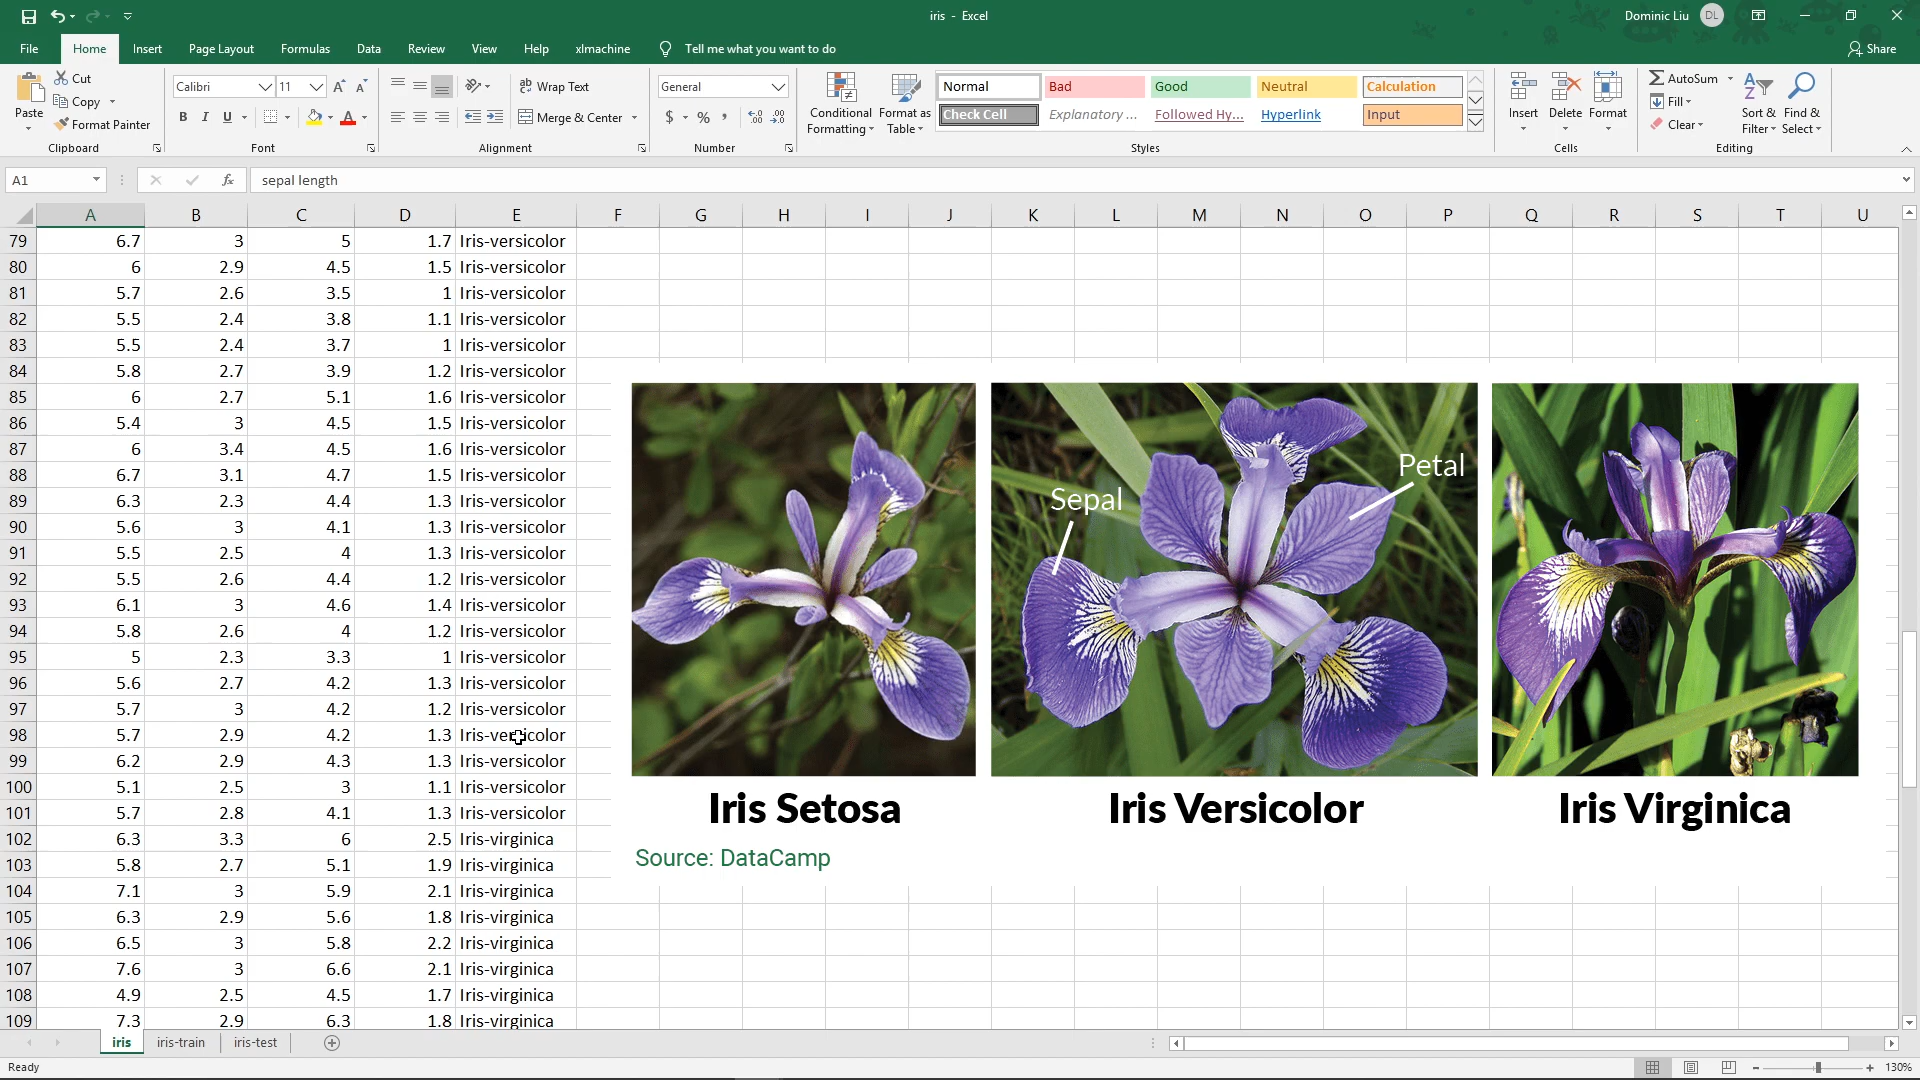 iris - Excel
Dominic Liu DL
File Home Insert Page Layout Formulas Data Review View Help xlmachine Tell me what you want to do Share
Paste
Cut
Copy
Format Painter
Clipboard
Calibri 11
B I U A
Font
Wrap Text
Merge & Center
Alignment
General
$ % ,
Number
Conditional Formatting
Format as Table
Normal Bad Good Neutral Calculation
Check Cell Explanatory ... Followed Hy... Hyperlink Input
Styles
Insert Delete Format
Cells
AutoSum
Fill
Clear
Sort & Filter
Find & Select
Editing
A1 fx sepal length
A B C D E F G H I J K L M N O P Q R S T U
79 6.7 3 5 1.7 Iris-versicolor
80 6 2.9 4.5 1.5 Iris-versicolor
81 5.7 2.6 3.5 1 Iris-versicolor
82 5.5 2.4 3.8 1.1 Iris-versicolor
83 5.5 2.4 3.7 1 Iris-versicolor
84 5.8 2.7 3.9 1.2 Iris-versicolor
85 6 2.7 5.1 1.6 Iris-versicolor
86 5.4 3 4.5 1.5 Iris-versicolor
87 6 3.4 4.5 1.6 Iris-versicolor
88 6.7 3.1 4.7 1.5 Iris-versicolor
89 6.3 2.3 4.4 1.3 Iris-versicolor
90 5.6 3 4.1 1.3 Iris-versicolor
91 5.5 2.5 4 1.3 Iris-versicolor
92 5.5 2.6 4.4 1.2 Iris-versicolor
93 6.1 3 4.6 1.4 Iris-versicolor
94 5.8 2.6 4 1.2 Iris-versicolor
95 5 2.3 3.3 1 Iris-versicolor
96 5.6 2.7 4.2 1.3 Iris-versicolor
97 5.7 3 4.2 1.2 Iris-versicolor
98 5.7 2.9 4.2 1.3 Iris-versicolor
99 6.2 2.9 4.3 1.3 Iris-versicolor
100 5.1 2.5 3 1.1 Iris-versicolor
101 5.7 2.8 4.1 1.3 Iris-versicolor
102 6.3 3.3 6 2.5 Iris-virginica
103 5.8 2.7 5.1 1.9 Iris-virginica
104 7.1 3 5.9 2.1 Iris-virginica
105 6.3 2.9 5.6 1.8 Iris-virginica
106 6.5 3 5.8 2.2 Iris-virginica
107 7.6 3 6.6 2.1 Iris-virginica
108 4.9 2.5 4.5 1.7 Iris-virginica
109 7.3 2.9 6.3 1.8 Iris-virginica
Sepal
Petal
Iris Setosa
Iris Versicolor
Iris Virginica
Source: DataCamp
iris iris-train iris-test
Ready
130%